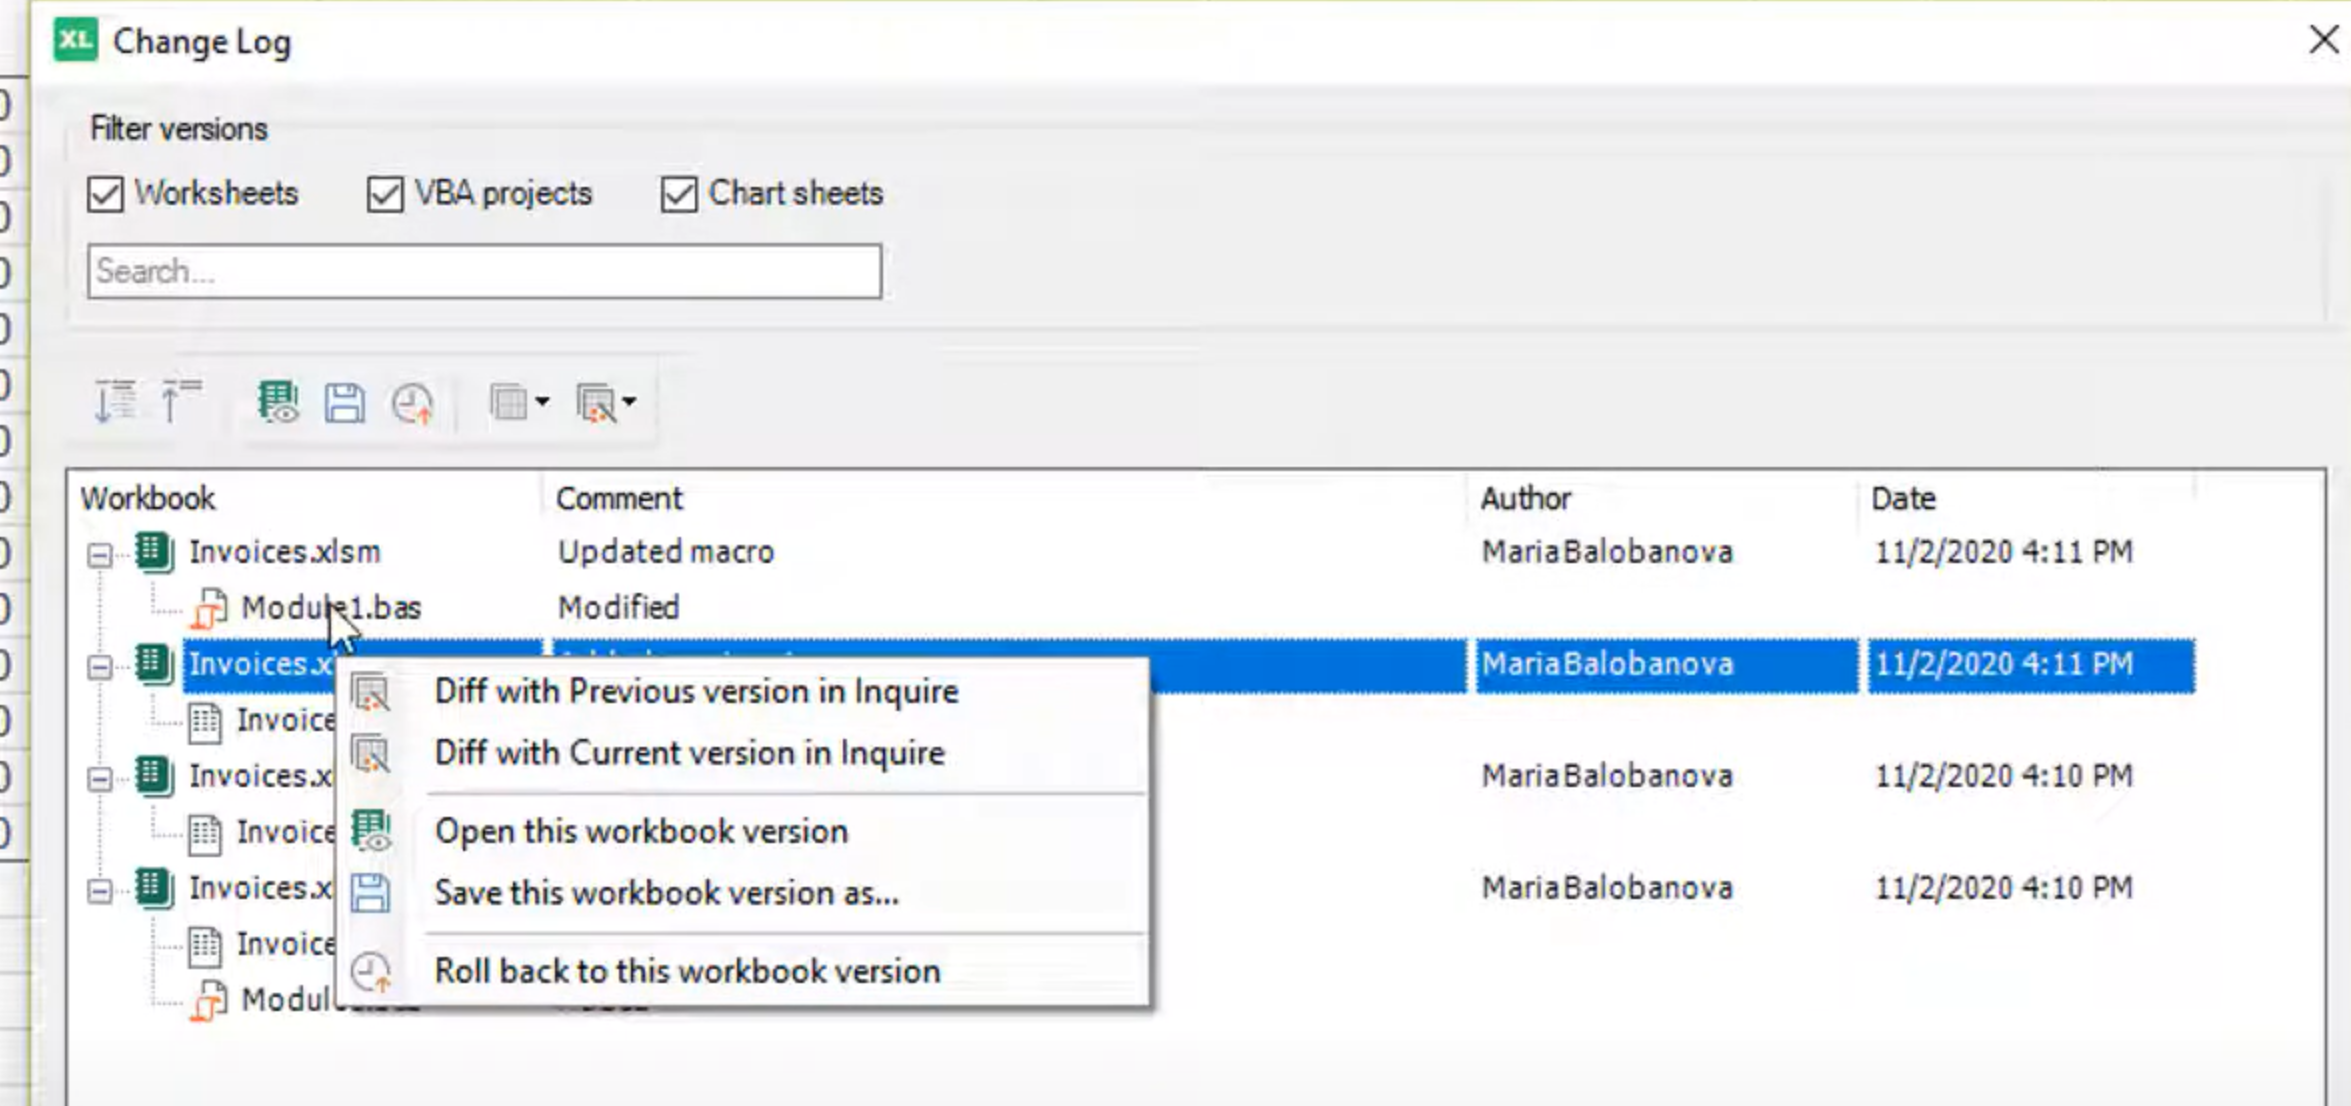 XL Change Log
Filter versions
Worksheets VBA projects Chart sheets
Search...
Workbook Comment Author Date
Invoices.xlsm Updated macro MariaBalobanova 11/2/2020 4:11 PM
Module1.bas Modified
Invoices.x MariaBalobanova 11/2/2020 4:11 PM
Diff with Previous version in Inquire
Invoice
Diff with Current version in Inquire
Invoices.x MariaBalobanova 11/2/2020 4:10 PM
Invoice
Open this workbook version
Invoices.x MariaBalobanova 11/2/2020 4:10 PM
Save this workbook version as...
Invoice
Roll back to this workbook version
Modul